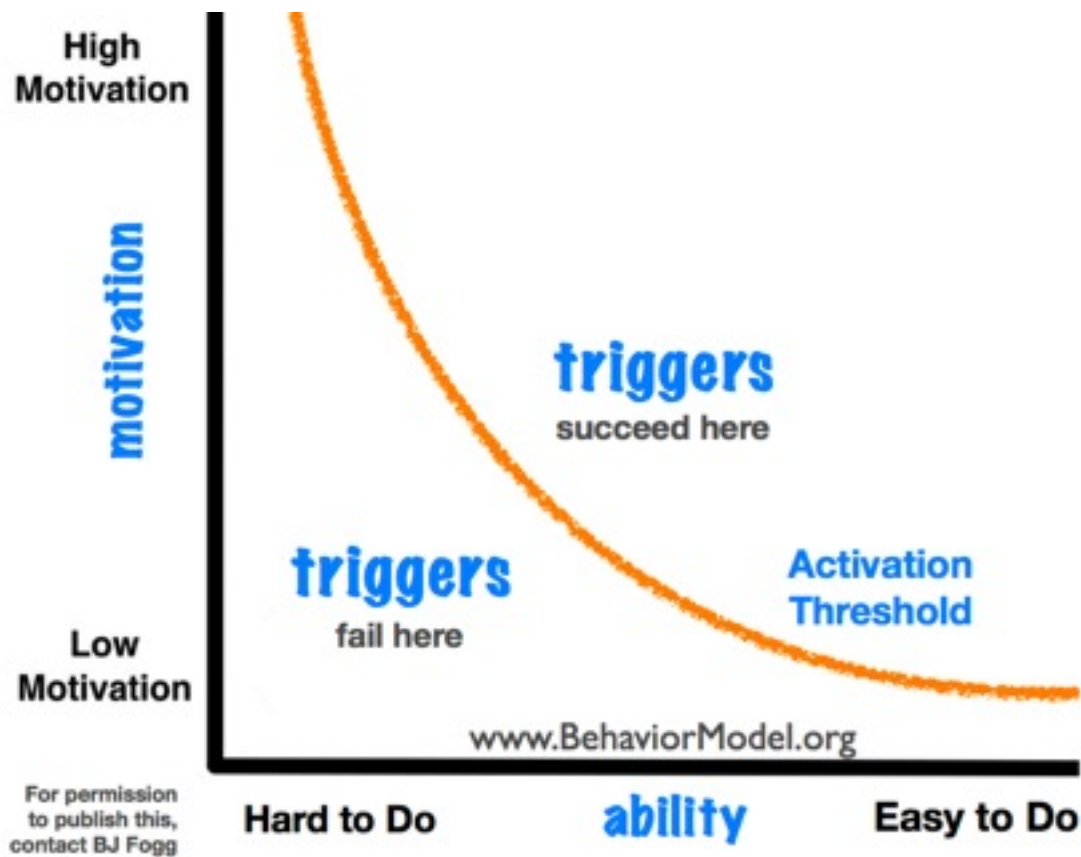 High
Motivation
motivation
triggers
succeed here
triggers
fail here
Activation
Threshold
Low
Motivation
www.BehaviorModel.org
For permission
to publish this,
contact BJ Fogg
Hard to Do
ability
Easy to Do